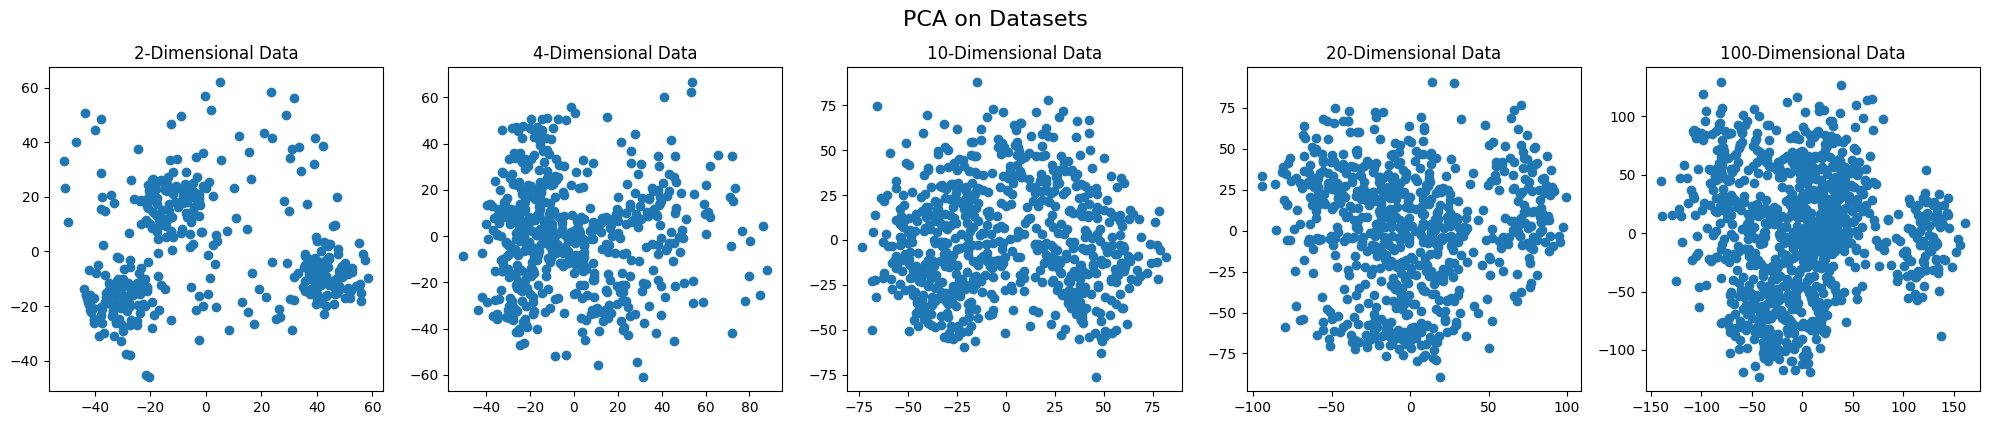 PCA on Datasets
2-Dimensional Data
60
40
20
0
−20
−40
−40 −20 0 20 40 60
4-Dimensional Data
60
40
20
0
−20
−40
−60
−40 −20 0 20 40 60 80
10-Dimensional Data
75
50
25
0
−25
−50
−75
−75 −50 −25 0 25 50 75
20-Dimensional Data
75
50
25
0
−25
−50
−75
−100 −50 0 50 100
100-Dimensional Data
100
50
0
−50
−100
−150 −100 −50 0 50 100 150